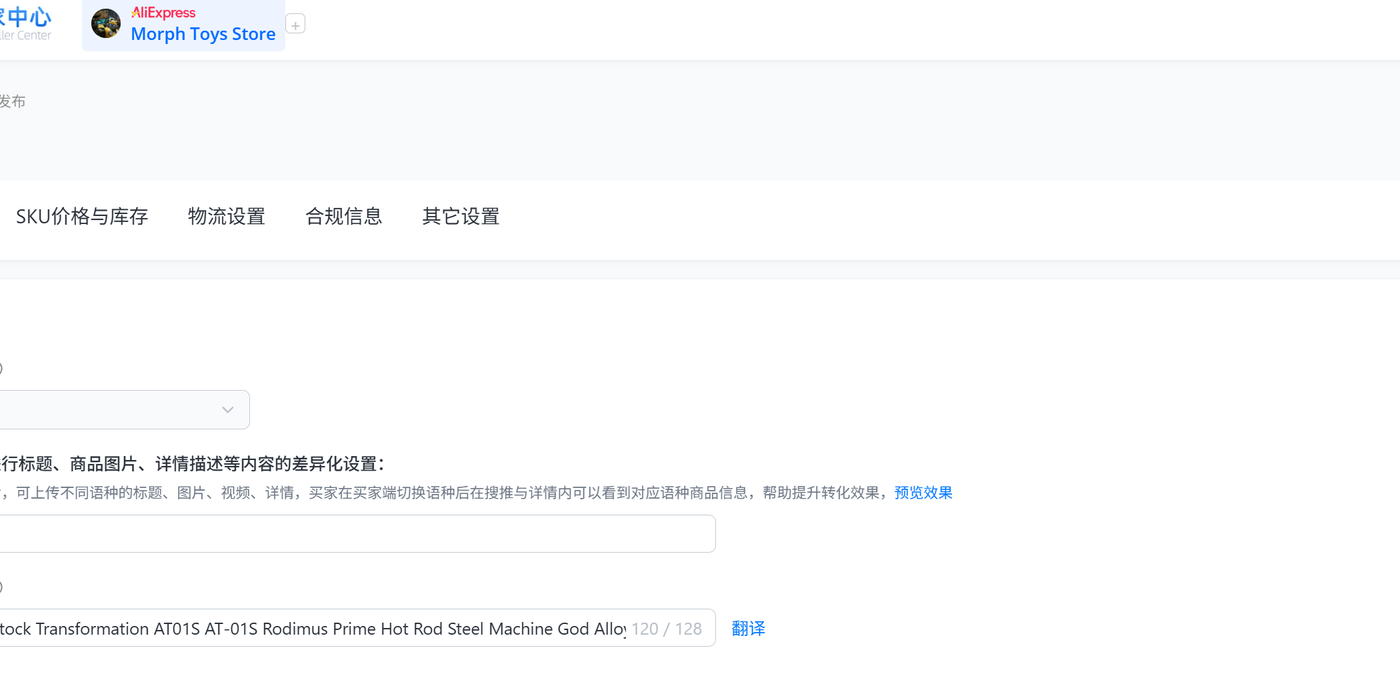 家中心
ller Center
AliExpress
Morph Toys Store
发布
SKU价格与库存 物流设置 合规信息 其它设置
行标题、商品图片、详情描述等内容的差异化设置：
，可上传不同语种的标题、图片、视频、详情，买家在买家端切换语种后在搜推与详情内可以看到对应语种商品信息，帮助提升转化效果，预览效果
tock Transformation AT01S AT-01S Rodimus Prime Hot Rod Steel Machine God Alloy 120 / 128 翻译